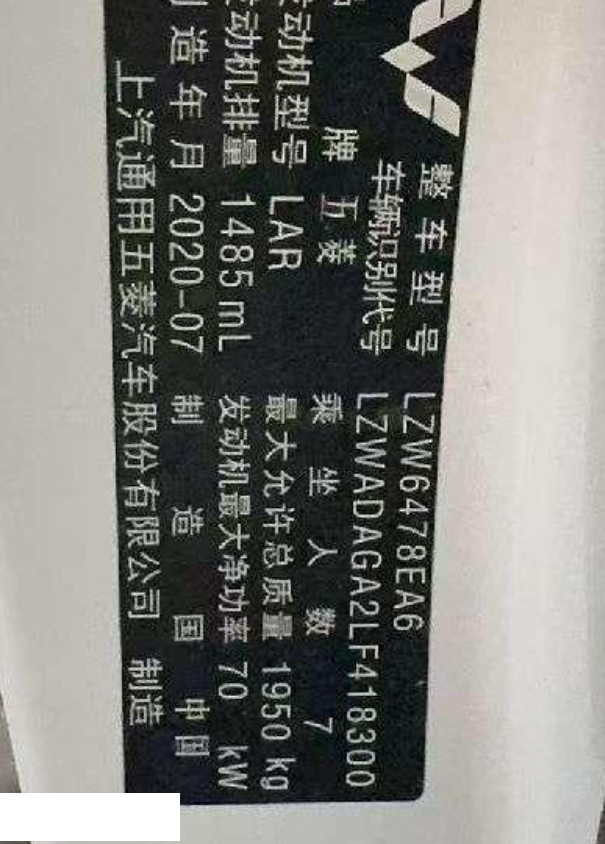 整车型号 LZW6478EA6
车辆识别代号 LZWADAGA2LF418300
品牌 五菱 乘坐人数 7
发动机型号 LAR 最大允许总质量 1950 kg
发动机排量 1485 mL 发动机最大净功率 70 kW
制造年月 2020-07 制造国 中国
上汽通用五菱汽车股份有限公司 制造